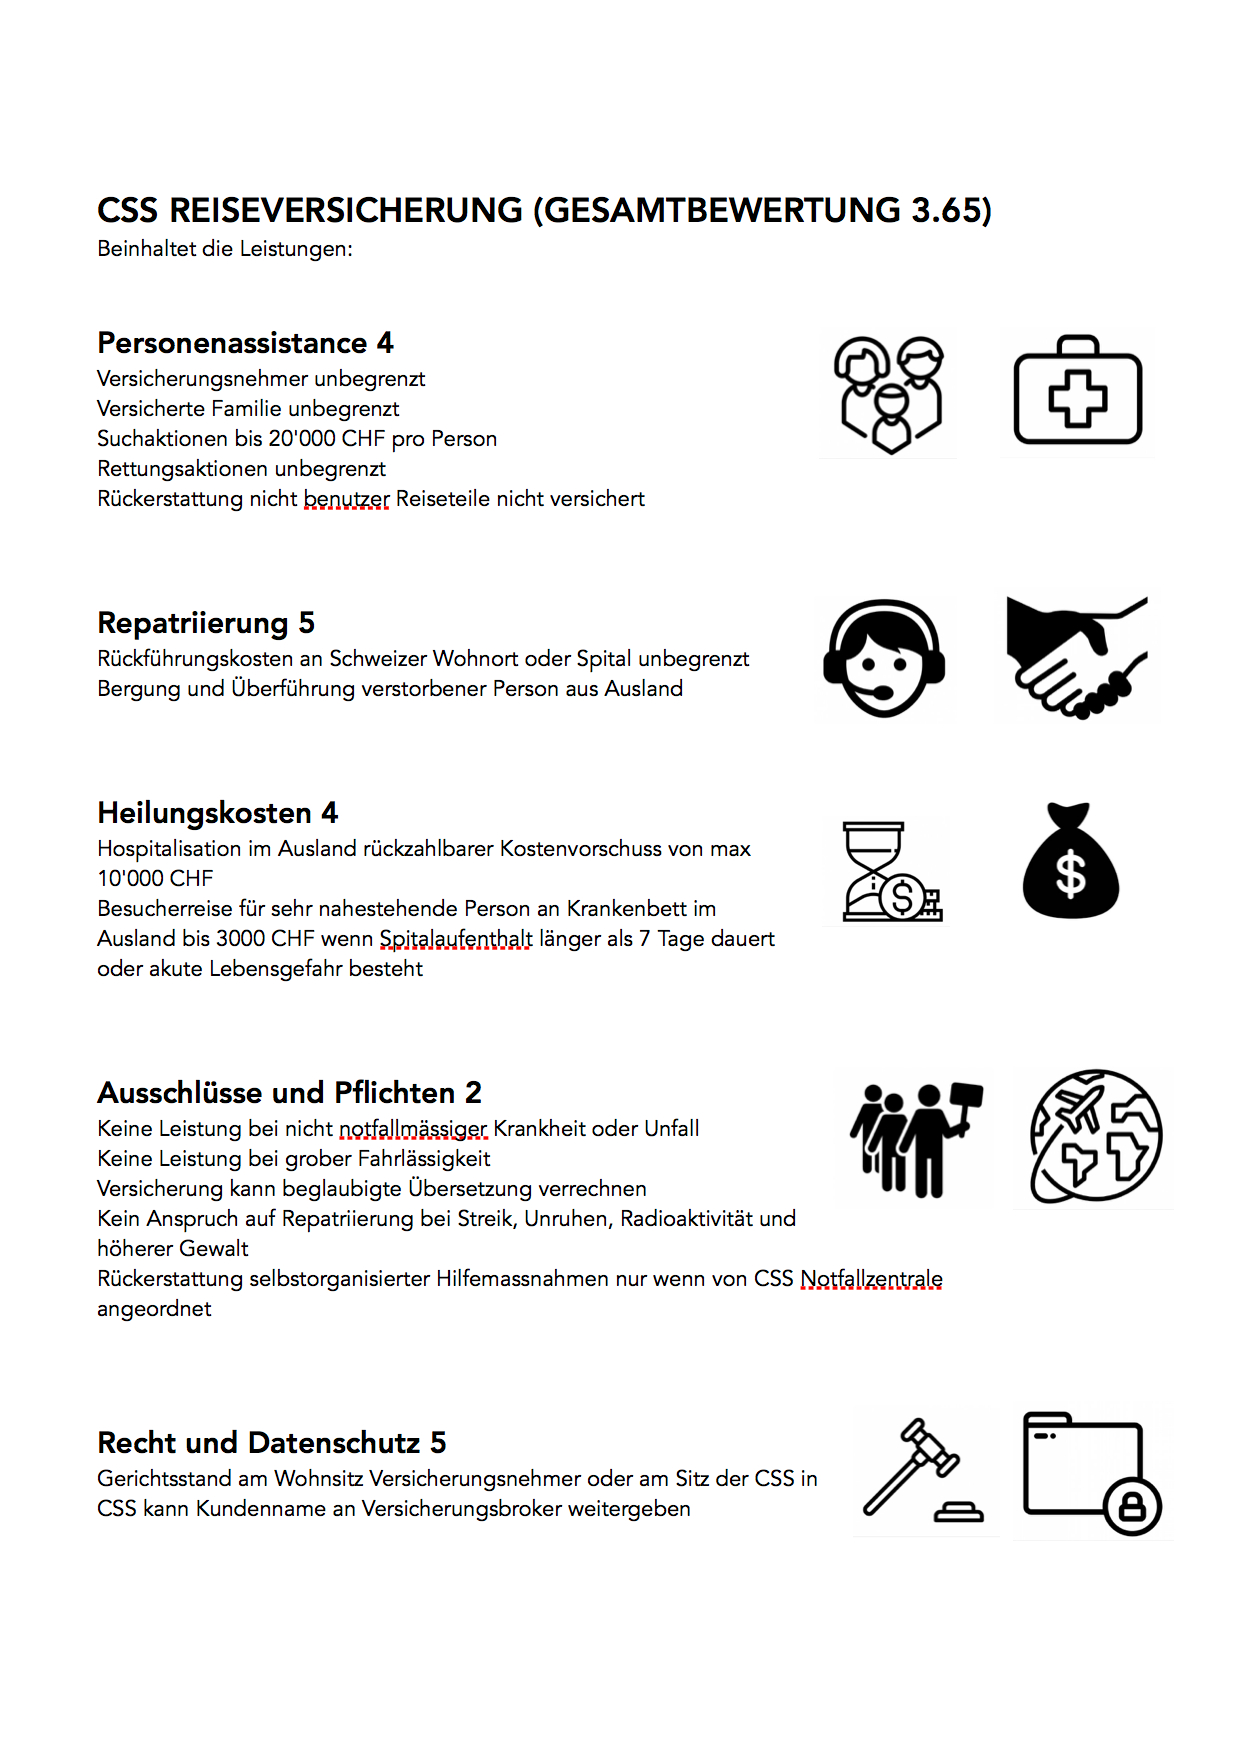 CSS REISEVERSICHERUNG (GESAMTBEWERTUNG 3.65)
Beinhaltet die Leistungen:
Personenassistance 4
Versicherungsnehmer unbegrenzt
Versicherte Familie unbegrenzt
Suchaktionen bis 20'000 CHF pro Person
Rettungsaktionen unbegrenzt
Rückerstattung nicht benutzer Reiseteile nicht versichert
Repatriierung 5
Rückführungskosten an Schweizer Wohnort oder Spital unbegrenzt
Bergung und Überführung verstorbener Person aus Ausland
Heilungskosten 4
Hospitalisation im Ausland rückzahlbarer Kostenvorschuss von max
10'000 CHF
Besucherreise für sehr nahestehende Person an Krankenbett im
Ausland bis 3000 CHF wenn Spitalaufenthalt länger als 7 Tage dauert
oder akute Lebensgefahr besteht
$
$
Ausschlüsse und Pflichten 2
Keine Leistung bei nicht notfallmässiger Krankheit oder Unfall
Keine Leistung bei grober Fahrlässigkeit
Versicherung kann beglaubigte Übersetzung verrechnen
Kein Anspruch auf Repatriierung bei Streik, Unruhen, Radioaktivität und
höherer Gewalt
Rückerstattung selbstorganisierter Hilfemassnahmen nur wenn von CSS Notfallzentrale
angeordnet
Recht und Datenschutz 5
Gerichtsstand am Wohnsitz Versicherungsnehmer oder am Sitz der CSS in
CSS kann Kundenname an Versicherungsbroker weitergeben